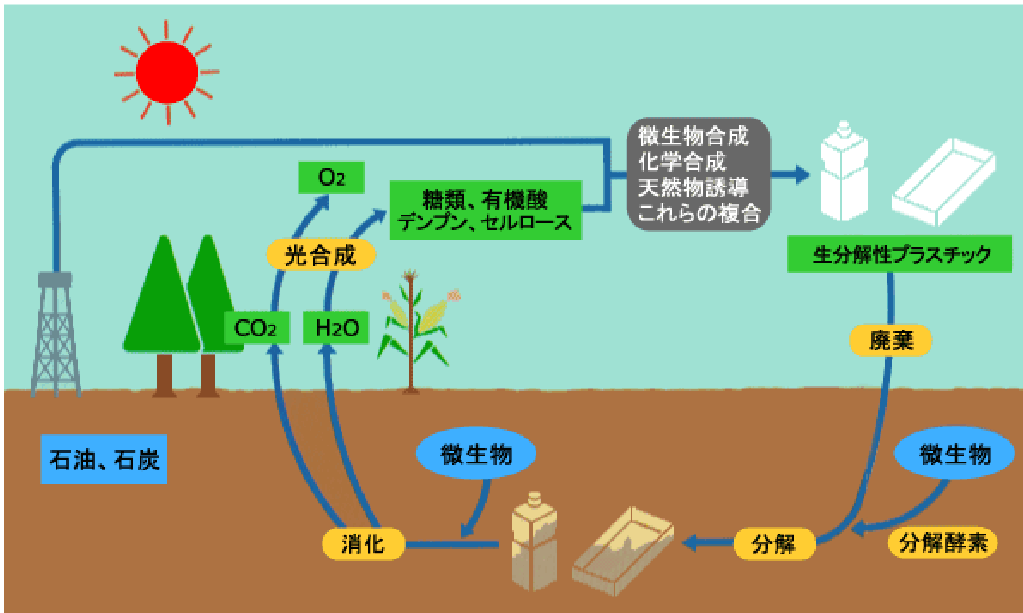 微生物合成
化学合成
天然物誘導
これらの複合
O2
糖類、有機酸
デンプン、セルロース
光合成
生分解性プラスチック
CO2
H2O
廃棄
石油、石炭
微生物
微生物
消化
分解
分解酵素